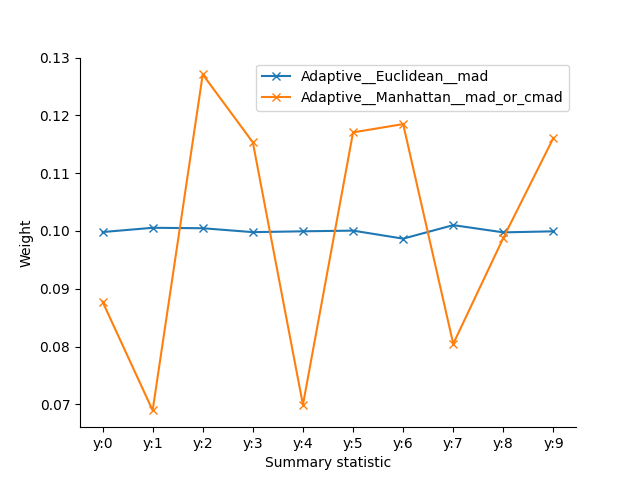 0.13
0.12
0.11
0.10
0.09
0.08
0.07
Weight
Adaptive__Euclidean__mad
Adaptive__Manhattan__mad_or_cmad
y:0 y:1 y:2 y:3 y:4 y:5 y:6 y:7 y:8 y:9
Summary statistic